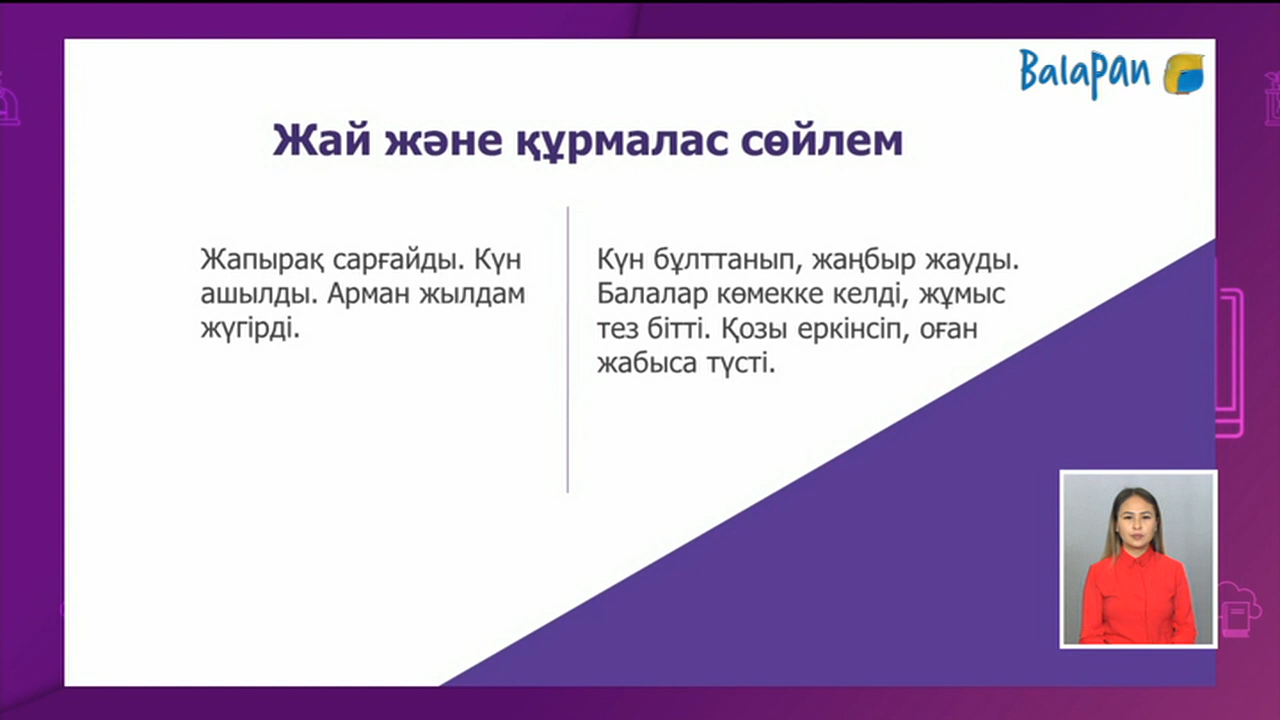 Balapan
Жай және құрмалас сөйлем
Жапырақ сарғайды. Күн
ашылды. Арман жылдам
жүгірді.
Күн бұлттанып, жаңбыр жауды.
Балалар көмекке келді, жұмыс
тез бітті. Қозы еркінсіп, оған
жабыса түсті.